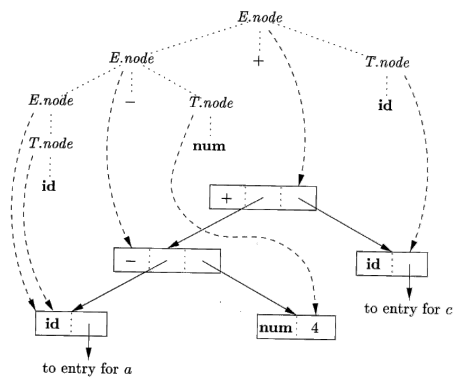 E.node
E.node + T.node
E.node − T.node id
T.node num
id
+
− id
to entry for c
id num 4
to entry for a